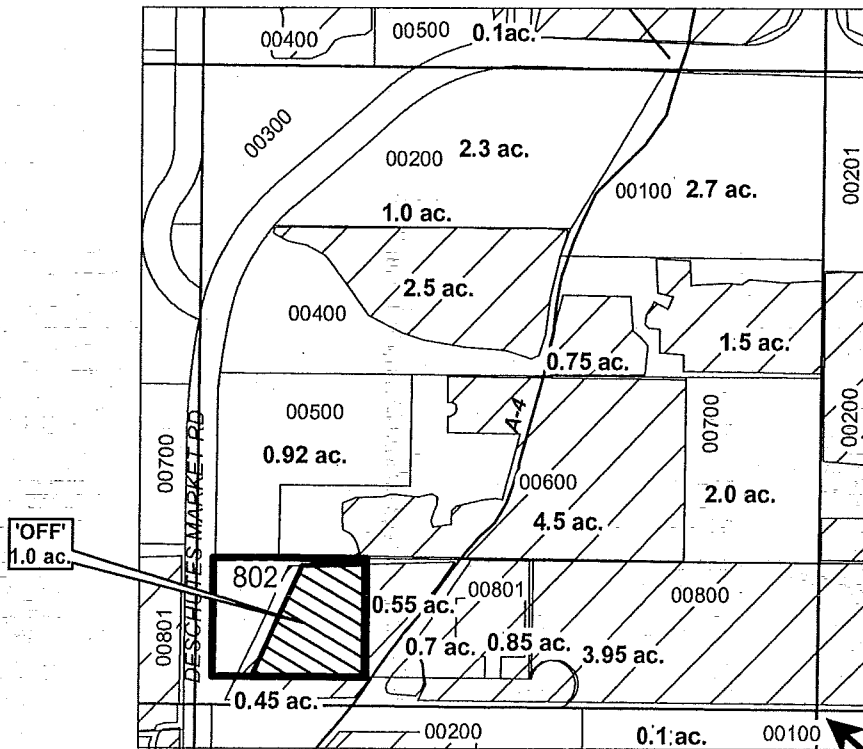 00400
00500
0.1ac.
00300
00200
2.3 ac.
00100
2.7 ac.
00201
1.0 ac.
2.5 ac.
00400
0.75 ac.
1.5 ac.
00500
0.92 ac.
A-4
00700
00700
00200
00600
2.0 ac.
4.5 ac.
DESCHUTES MARKET RD
'OFF'
1.0 ac.
802
0.55 ac.
00801
00800
00801
0.7 ac.
0.85 ac.
3.95 ac.
0.45 ac.
00200
0.1 ac.
00100